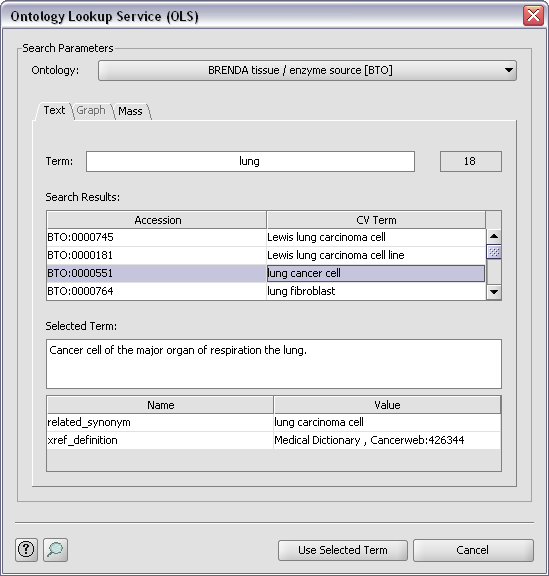 Ontology Lookup Service (OLS)
Search Parameters
Ontology: BRENDA tissue / enzyme source [BTO]
Text Graph Mass
Term: lung 18
Search Results:
Accession CV Term
BTO:0000745 Lewis lung carcinoma cell
BTO:0000181 Lewis lung carcinoma cell line
BTO:0000551 lung cancer cell
BTO:0000764 lung fibroblast
Selected Term:
Cancer cell of the major organ of respiration the lung.
Name Value
related_synonym lung carcinoma cell
xref_definition Medical Dictionary , Cancerweb:426344
? Use Selected Term Cancel